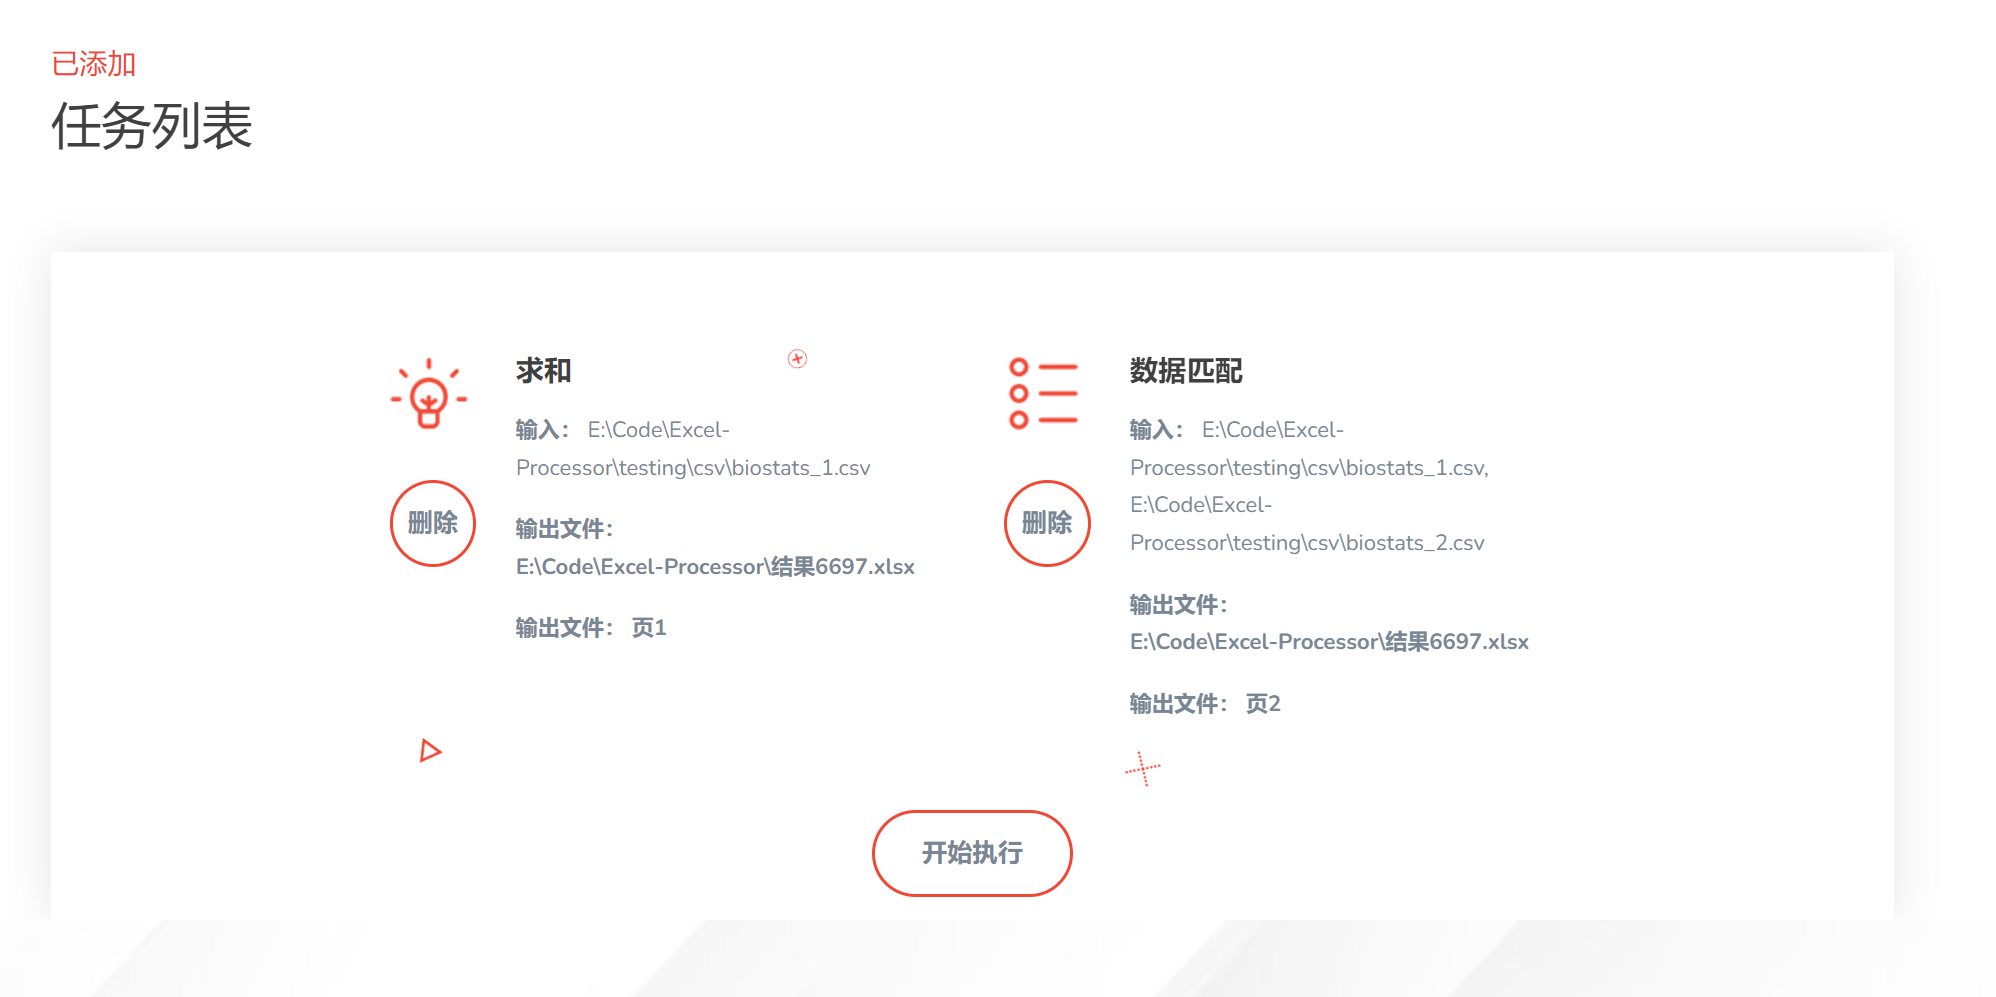 已添加
任务列表
求和
输入： E:\Code\Excel-
Processor\testing\csv\biostats_1.csv
删除
输出文件：
E:\Code\Excel-Processor\结果6697.xlsx
输出文件： 页1
数据匹配
输入： E:\Code\Excel-
Processor\testing\csv\biostats_1.csv,
E:\Code\Excel-
Processor\testing\csv\biostats_2.csv
删除
输出文件：
E:\Code\Excel-Processor\结果6697.xlsx
输出文件： 页2
开始执行